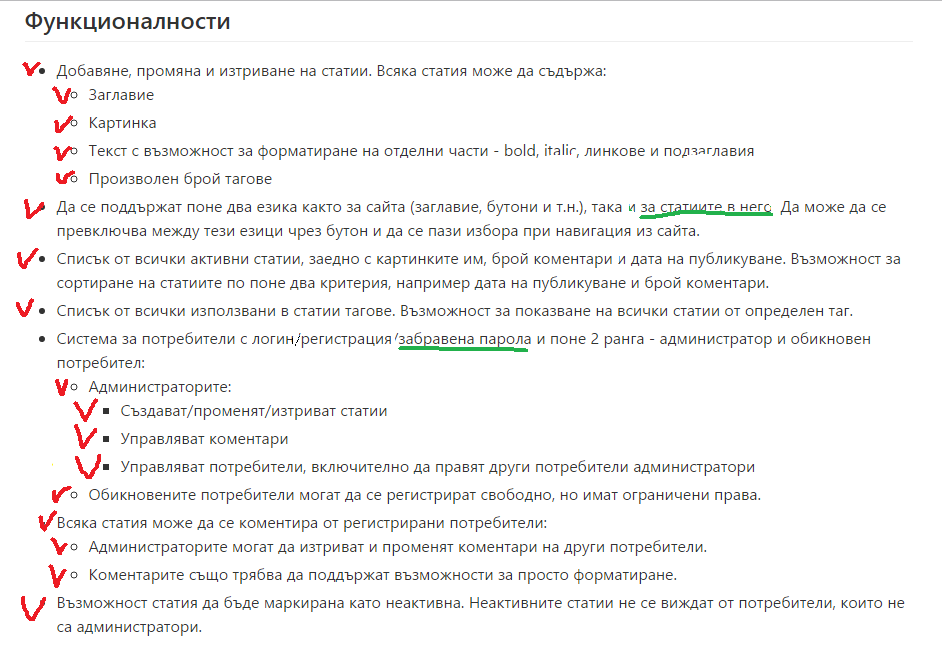 Функционалности
Добавяне, промяна и изтриване на статии. Всяка статия може да съдържа:
Заглавие
Картинка
Текст с възможност за форматиране на отделни части - bold, italic, линкове и подзаглавия
Произволен брой тагове
Да се поддържат поне два езика както за сайта (заглавие, бутони и т.н.), така и за статиите в него. Да може да се
превключва между тези езици чрез бутон и да се пази избора при навигация из сайта.
Списък от всички активни статии, заедно с картинките им, брой коментари и дата на публикуване. Възможност за
сортиране на статиите по поне два критерия, например дата на публикуване и брой коментари.
Списък от всички използвани в статии тагове. Възможност за показване на всички статии от определен таг.
Система за потребители с логин/регистрация/забравена парола и поне 2 ранга - администратор и обикновен
потребител:
Администраторите:
Създават/променят/изтриват статии
Управляват коментари
Управляват потребители, включително да правят други потребители администратори
Обикновените потребители могат да се регистрират свободно, но имат ограничени права.
Всяка статия може да се коментира от регистрирани потребители:
Администраторите могат да изтриват и променят коментари на други потребители.
Коментарите също трябва да поддържат възможности за просто форматиране.
Възможност статия да бъде маркирана като неактивна. Неактивните статии не се виждат от потребители, които не
са администратори.